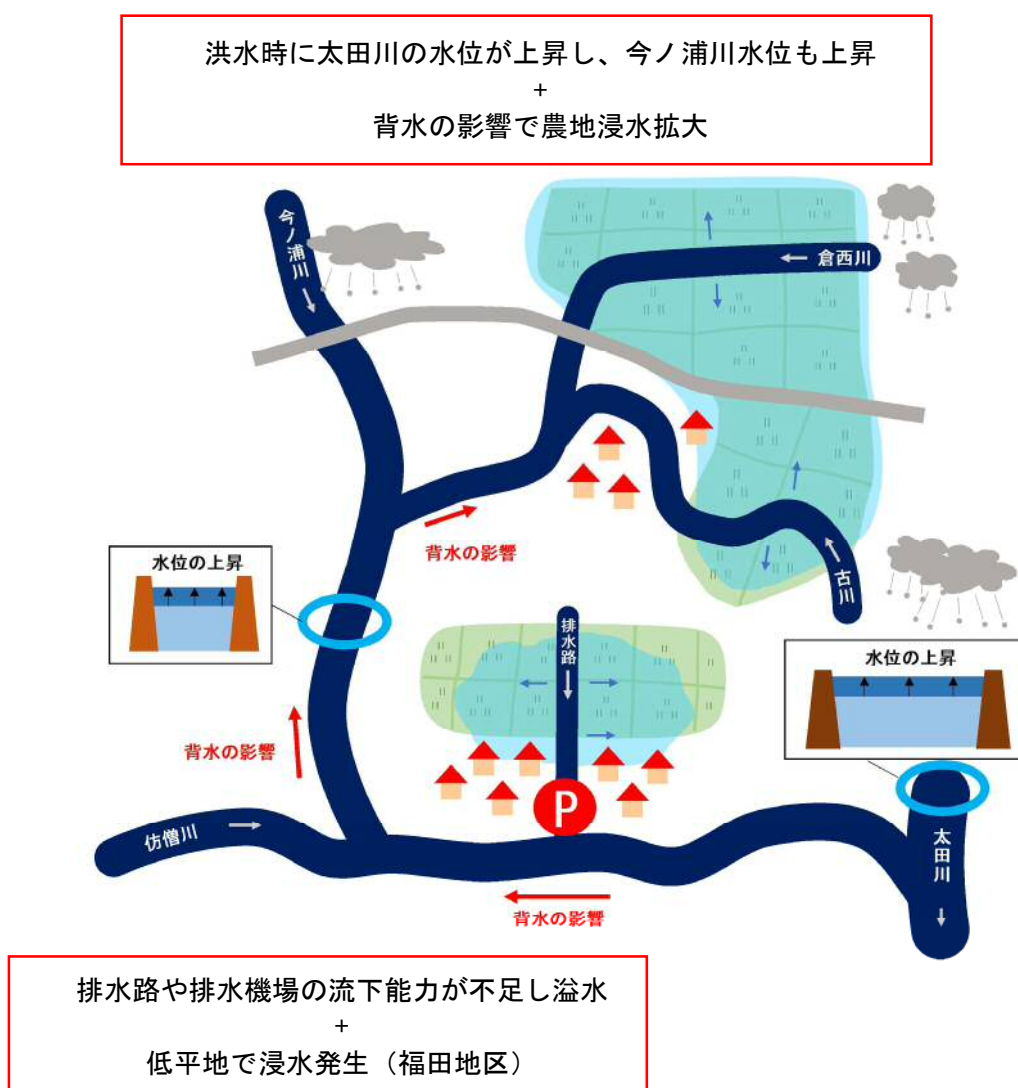 洪水時に太田川の水位が上昇し、今ノ浦川水位も上昇
+
背水の影響で農地浸水拡大
今ノ浦川
倉西川
背水の影響
水位の上昇
古川
排水路
水位の上昇
背水の影響
P
仿僧川
太田川
背水の影響
排水路や排水機場の流下能力が不足し溢水
+
低平地で浸水発生（福田地区）